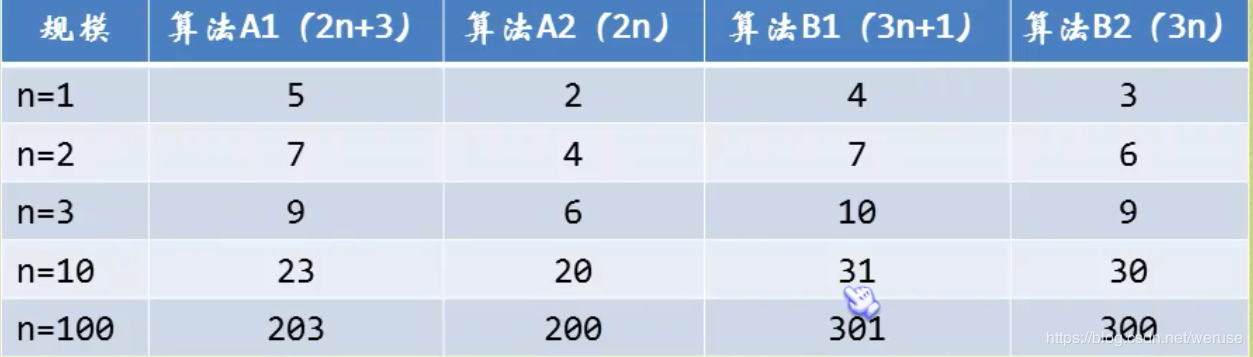 规模 算法A1（2n+3） 算法A2（2n） 算法B1（3n+1） 算法B2（3n）
n=1 5 2 4 3
n=2 7 4 7 6
n=3 9 6 10 9
n=10 23 20 31 30
n=100 203 200 301 300
https://blog.csdn.net/weruse